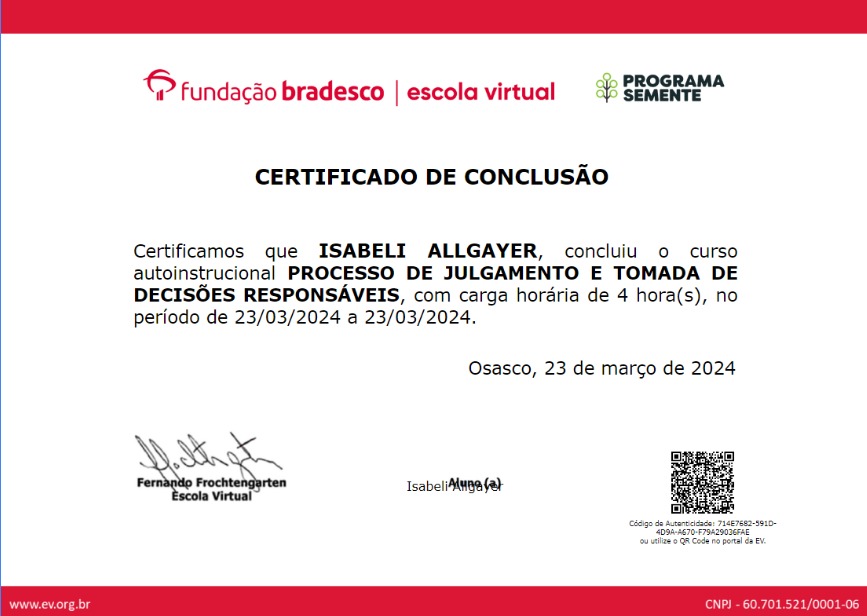 fundação bradesco | escola virtual
PROGRAMA
SEMENTE
CERTIFICADO DE CONCLUSÃO
Certificamos que ISABELI ALLGAYER, concluiu o curso
autoinstrucional PROCESSO DE JULGAMENTO E TOMADA DE
DECISÕES RESPONSÁVEIS, com carga horária de 4 hora(s), no
período de 23/03/2024 a 23/03/2024.
Osasco, 23 de março de 2024
Fernando Frochtengarten
Escola Virtual
Aluno (a)
Isabeli Allgayer
Código de Autenticidade: 714E7682-591D-
4D9A-A670-F79A29036FAE
ou utilize o QR Code no portal da EV.
www.ev.org.br
CNPJ - 60.701.521/0001-06